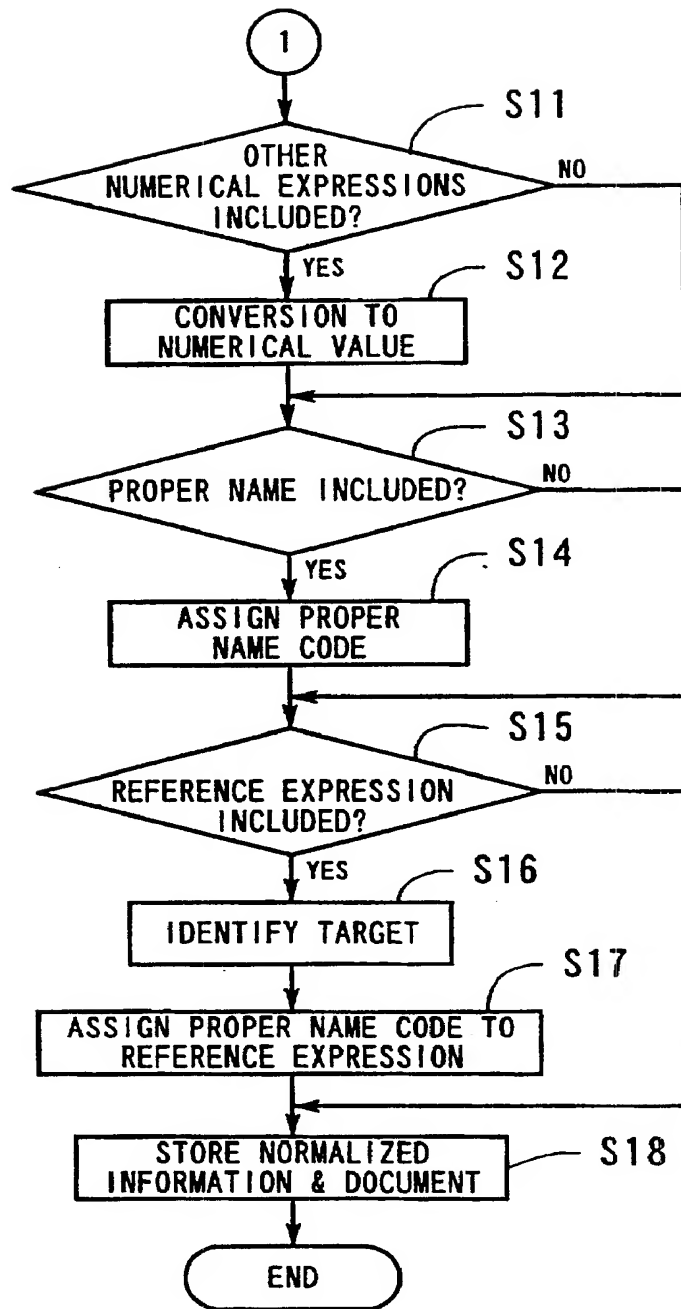 1
S11
OTHER
NUMERICAL EXPRESSIONS
INCLUDED?
NO
YES
S12
CONVERSION TO
NUMERICAL VALUE
S13
PROPER NAME INCLUDED?
NO
YES
S14
ASSIGN PROPER
NAME CODE
S15
REFERENCE EXPRESSION
INCLUDED?
NO
YES
S16
IDENTIFY TARGET
S17
ASSIGN PROPER NAME CODE TO
REFERENCE EXPRESSION
STORE NORMALIZED
INFORMATION & DOCUMENT
S18
END